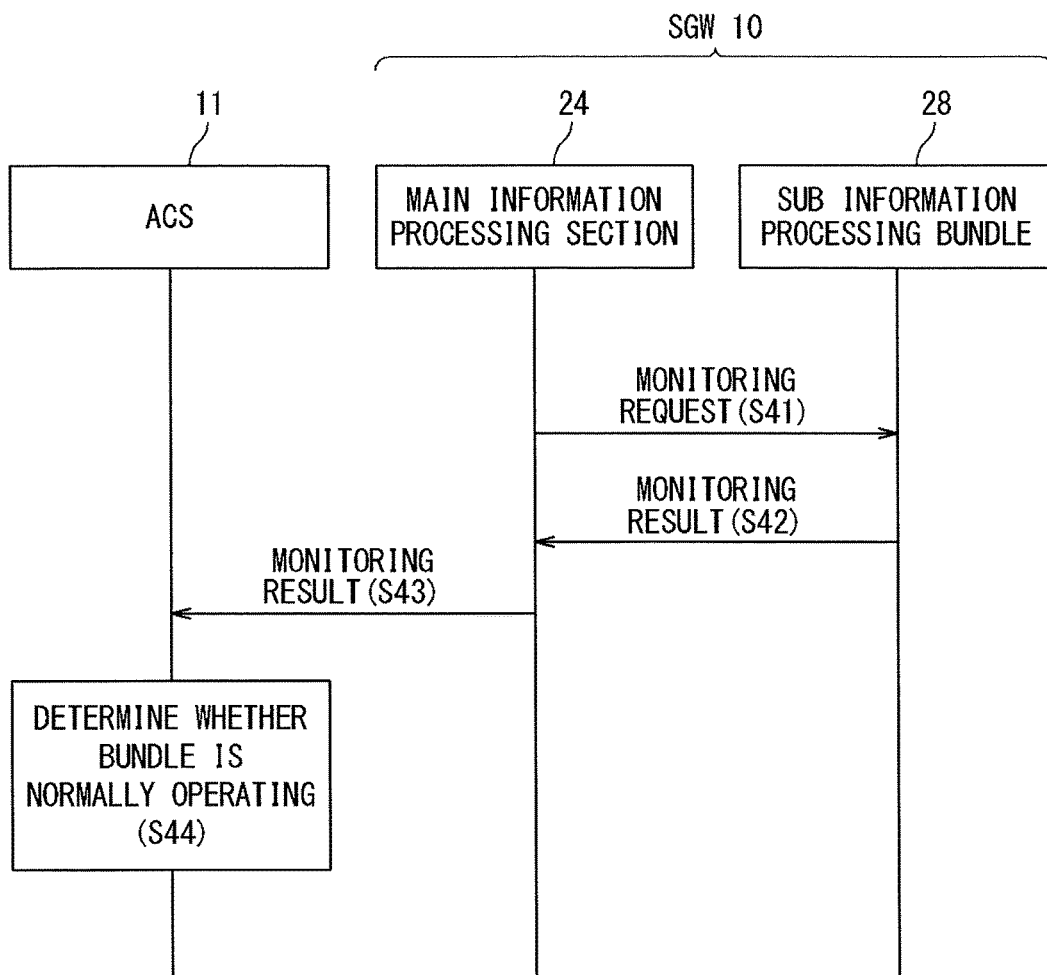 SGW 10
11
24
28
ACS
MAIN INFORMATION
PROCESSING SECTION
SUB INFORMATION
PROCESSING BUNDLE
MONITORING
REQUEST(S41)
MONITORING
RESULT(S42)
MONITORING
RESULT(S43)
DETERMINE WHETHER
BUNDLE IS
NORMALLY OPERATING
(S44)